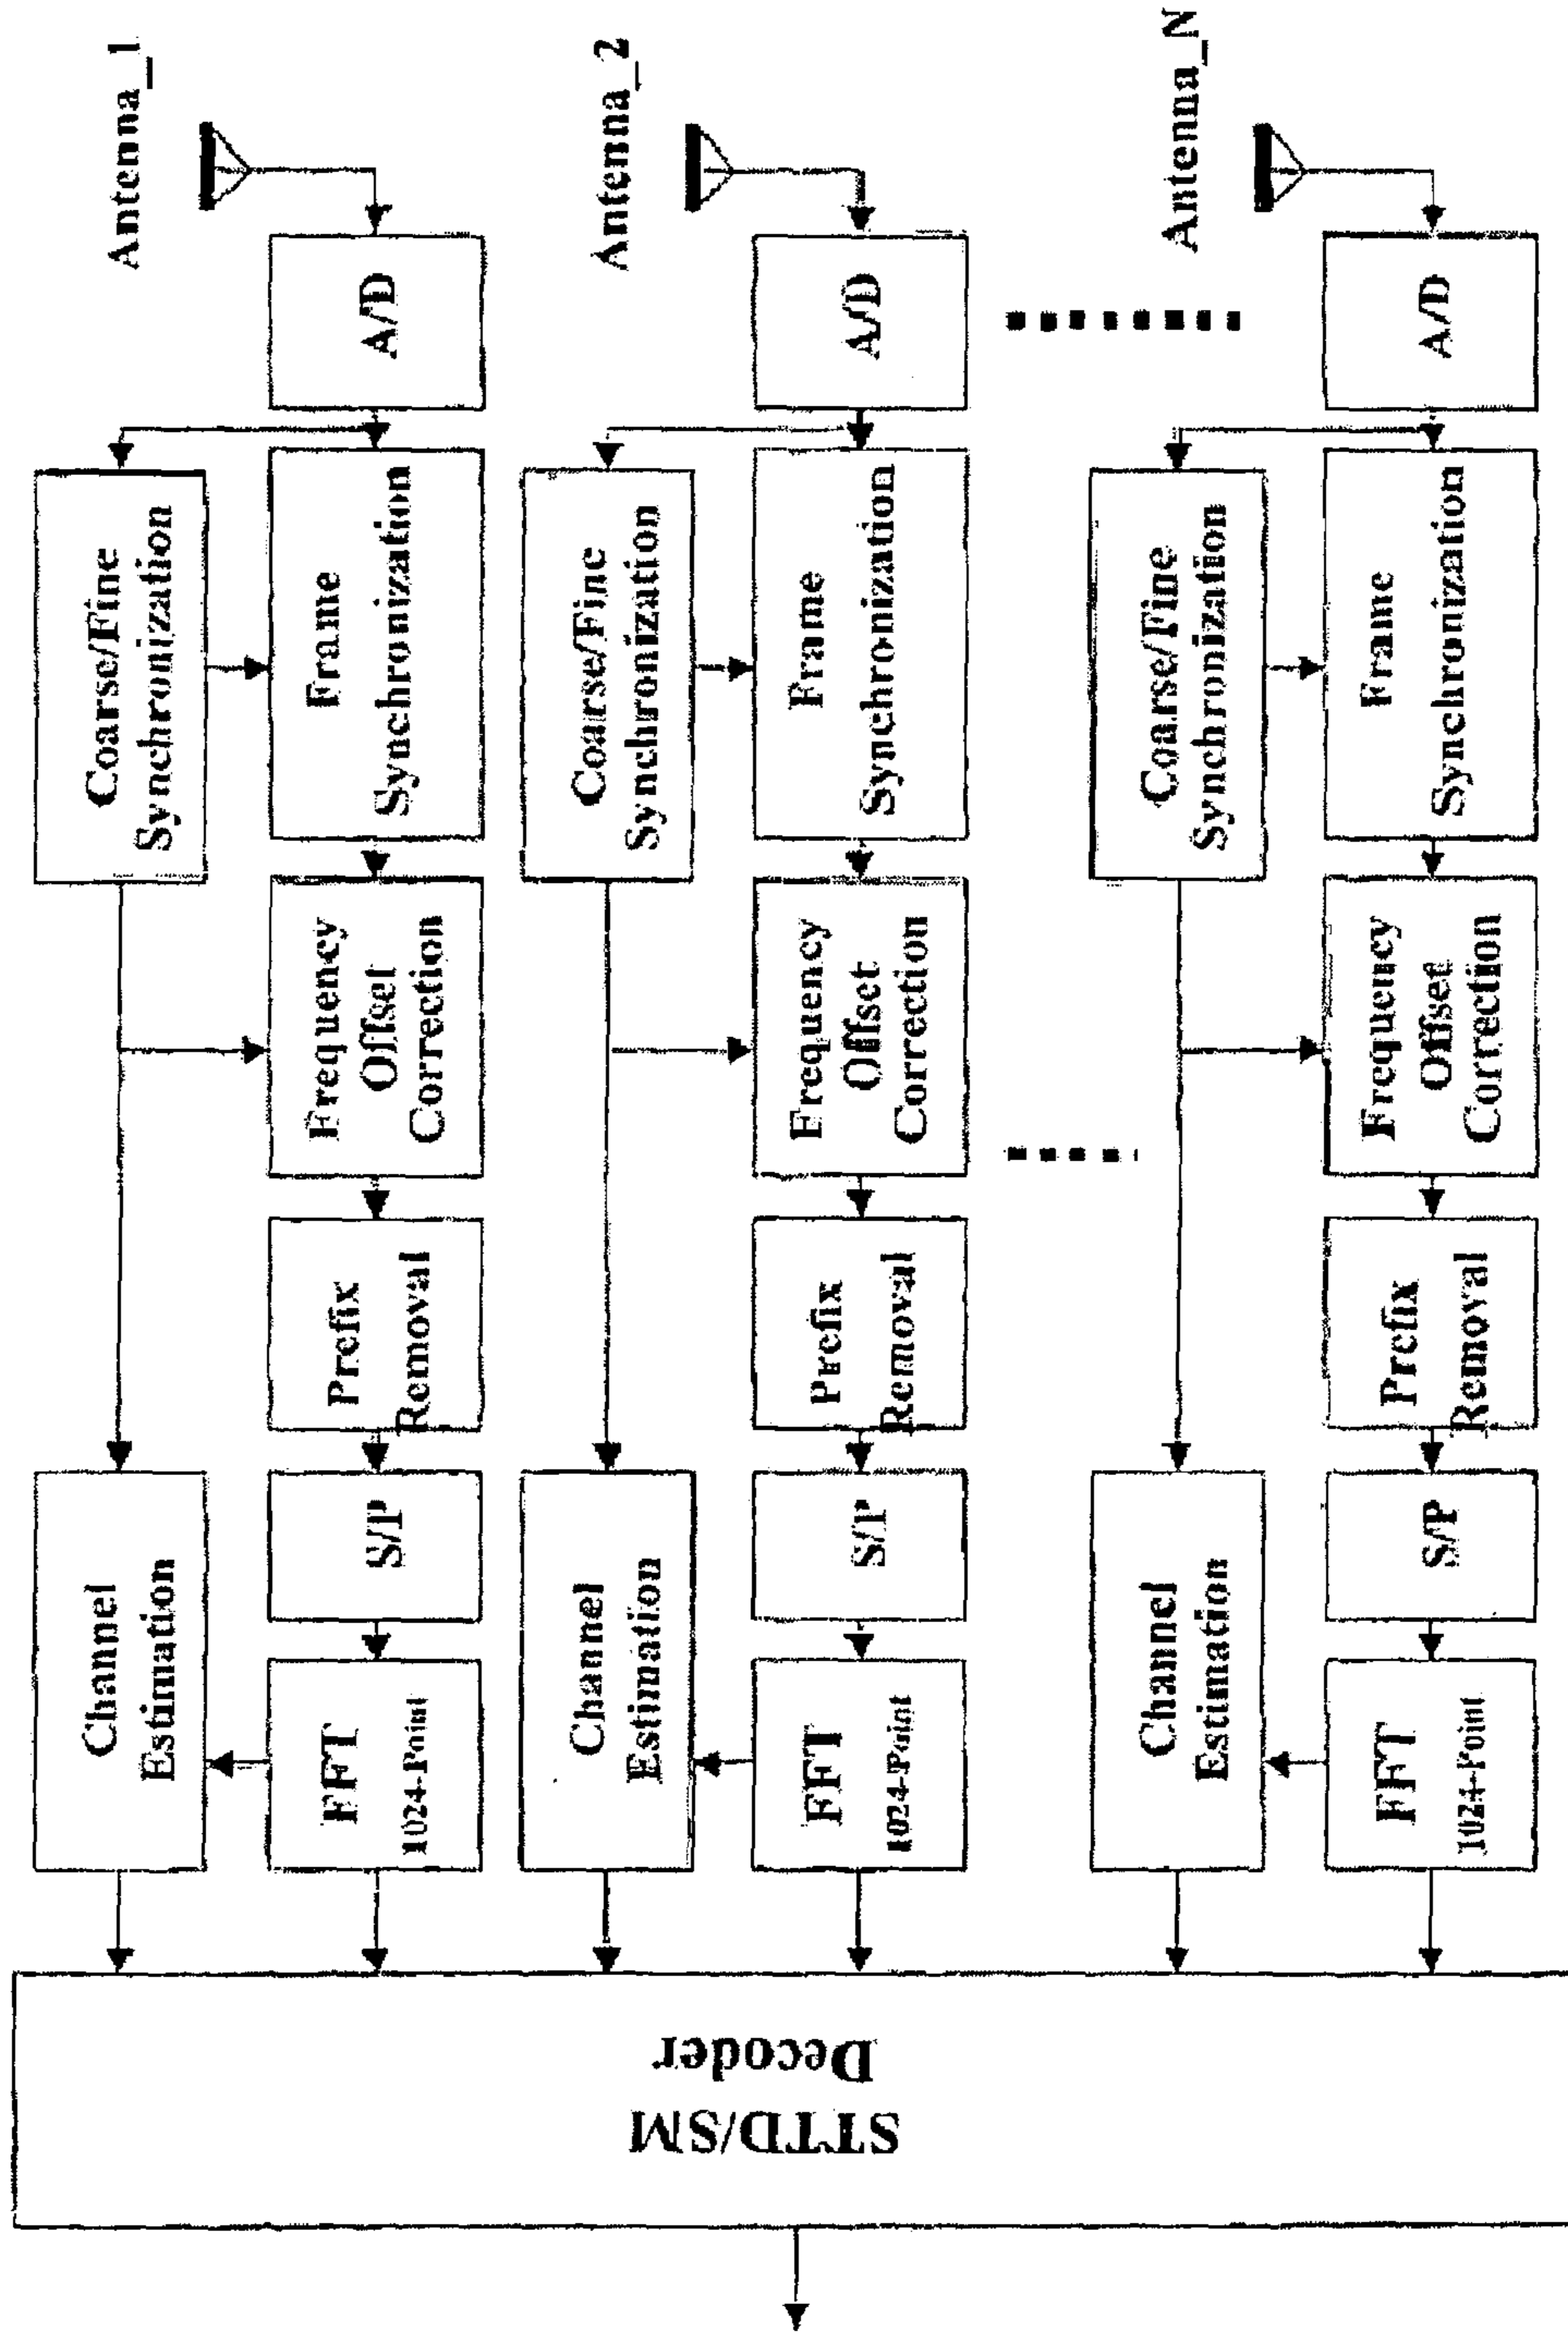 Antenna_1
A/D
Coarse/Fine
Synchronization
Frame
Synchronization
Frequency
Offset
Correction
Prefix
Removal
S/P
Channel
Estimation
FFT
1024-Point
Antenna_2
A/D
Coarse/Fine
Synchronization
Frame
Synchronization
Frequency
Offset
Correction
Prefix
Removal
S/P
Channel
Estimation
FFT
1024-Point
Antenna_N
A/D
Coarse/Fine
Synchronization
Frame
Synchronization
Frequency
Offset
Correction
Prefix
Removal
S/P
Channel
Estimation
FFT
1024-Point
STTD/SM
Decoder